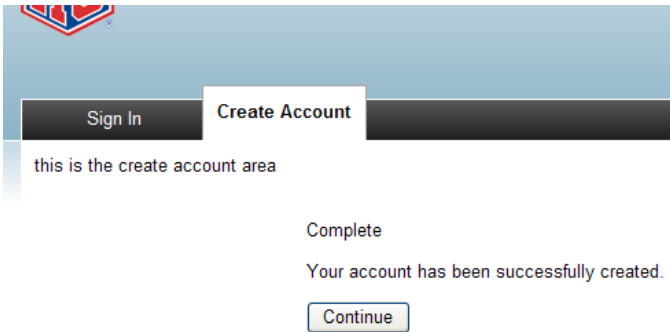 Sign In
Create Account
this is the create account area
Complete
Your account has been successfully created.
Continue